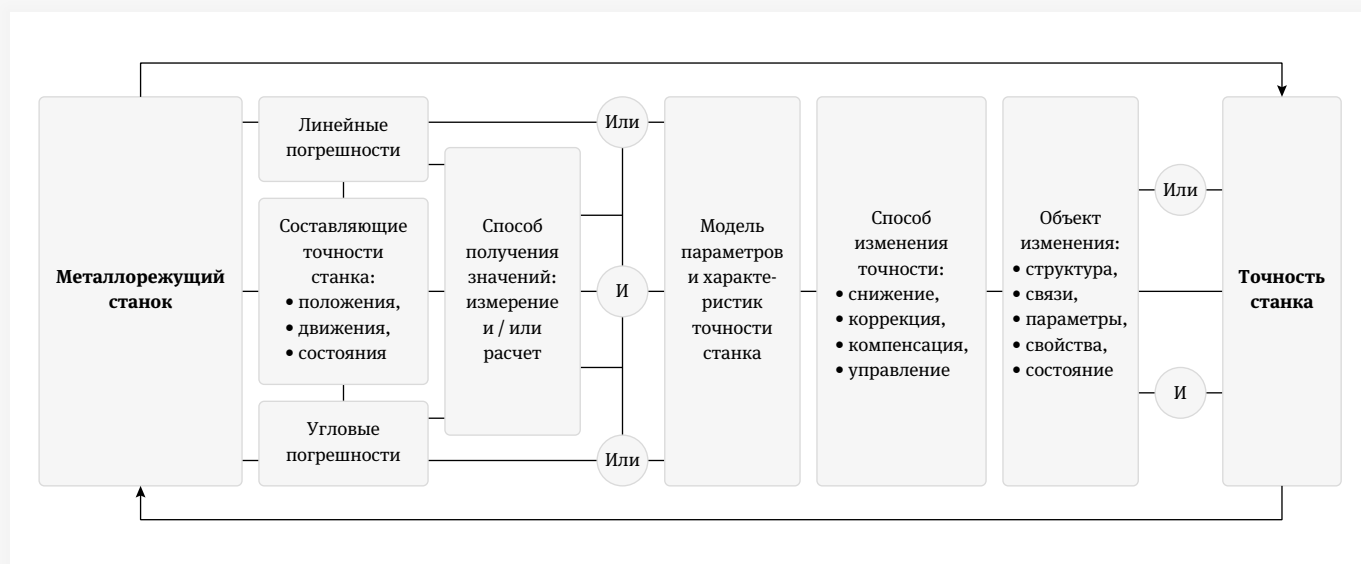 Металлорежущий
станок
Линейные
погрешности
Составляющие
точности
станка:
• положения,
• движения,
• состояния
Угловые
погрешности
Способ
получения
значений:
измерение
и / или
расчет
Или
И
Или
Модель
параметров
и характе-
ристик
точности
станка
Способ
изменения
точности:
• снижение,
• коррекция,
• компенсация,
• управление
Объект
изменения:
• структура,
• связи,
• параметры,
• свойства,
• состояние
Или
И
Точность
станка